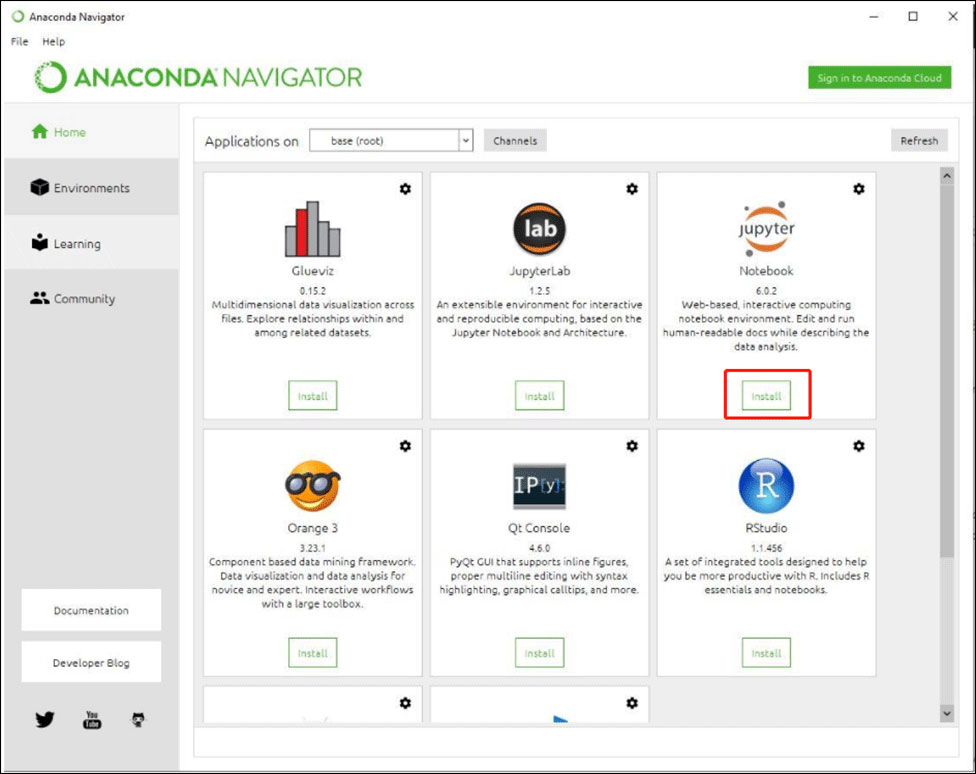 Anaconda Navigator
File Help
ANACONDA NAVIGATOR
Sign in to Anaconda Cloud
Home
Environments
Learning
Community
Documentation
Developer Blog
You
Tube
Applications on base (root) Channels Refresh
Glueviz
0.15.2
Multidimensional data visualization across
files. Explore relationships within and
among related datasets.
Install
lab
JupyterLab
1.2.5
An extensible environment for interactive
and reproducible computing, based on the
Jupyter Notebook and Architecture.
Install
jupyter
Notebook
6.0.2
Web-based, interactive computing
notebook environment. Edit and run
human-readable docs while describing the
data analysis.
Install
Orange 3
3.23.1
Component based data mining framework.
Data visualization and data analysis for
novice and expert. Interactive workflows
with a large toolbox.
Install
IP[y]:
Qt Console
4.6.0
PyQt GUI that supports inline figures,
proper multiline editing with syntax
highlighting, graphical calltips, and more.
Install
R
RStudio
1.1.456
A set of integrated tools designed to help
you be more productive with R. Includes R
essentials and notebooks.
Install